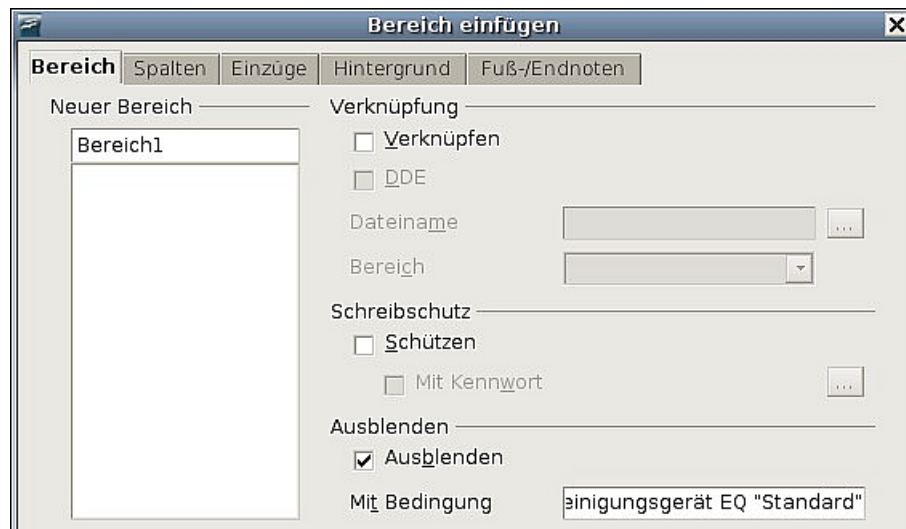 Bereich einfügen
Bereich Spalten Einzüge Hintergrund Fuß-/Endnoten
Neuer Bereich
Bereich1
Verknüpfung
Verknüpfen
DDE
Dateiname
...
Bereich
Schreibschutz
Schützen
Mit Kennwort
...
Ausblenden
Ausblenden
Mit Bedingung
einigungsgerät EQ "Standard"